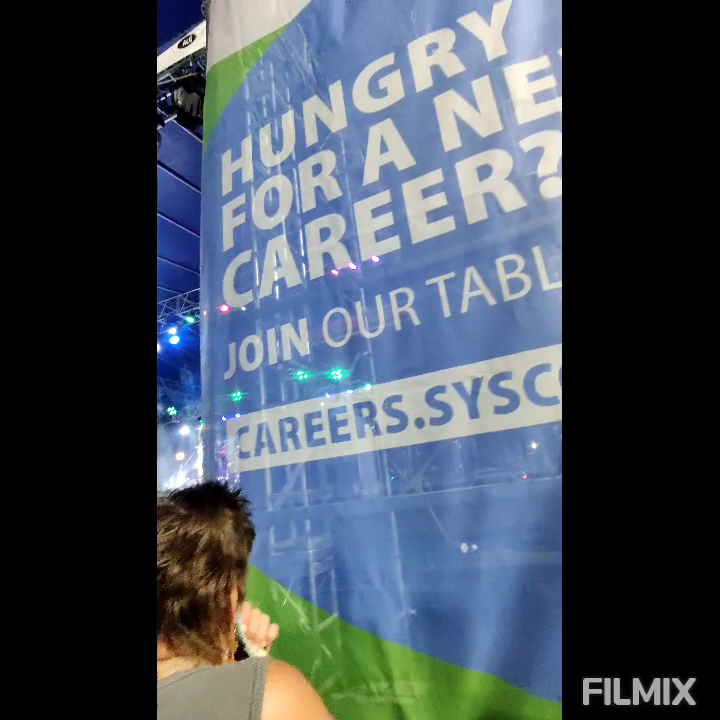 HUNGRY
FOR A NE
CAREER?
JOIN OUR TABL
CAREERS.SYSC
FILMIX